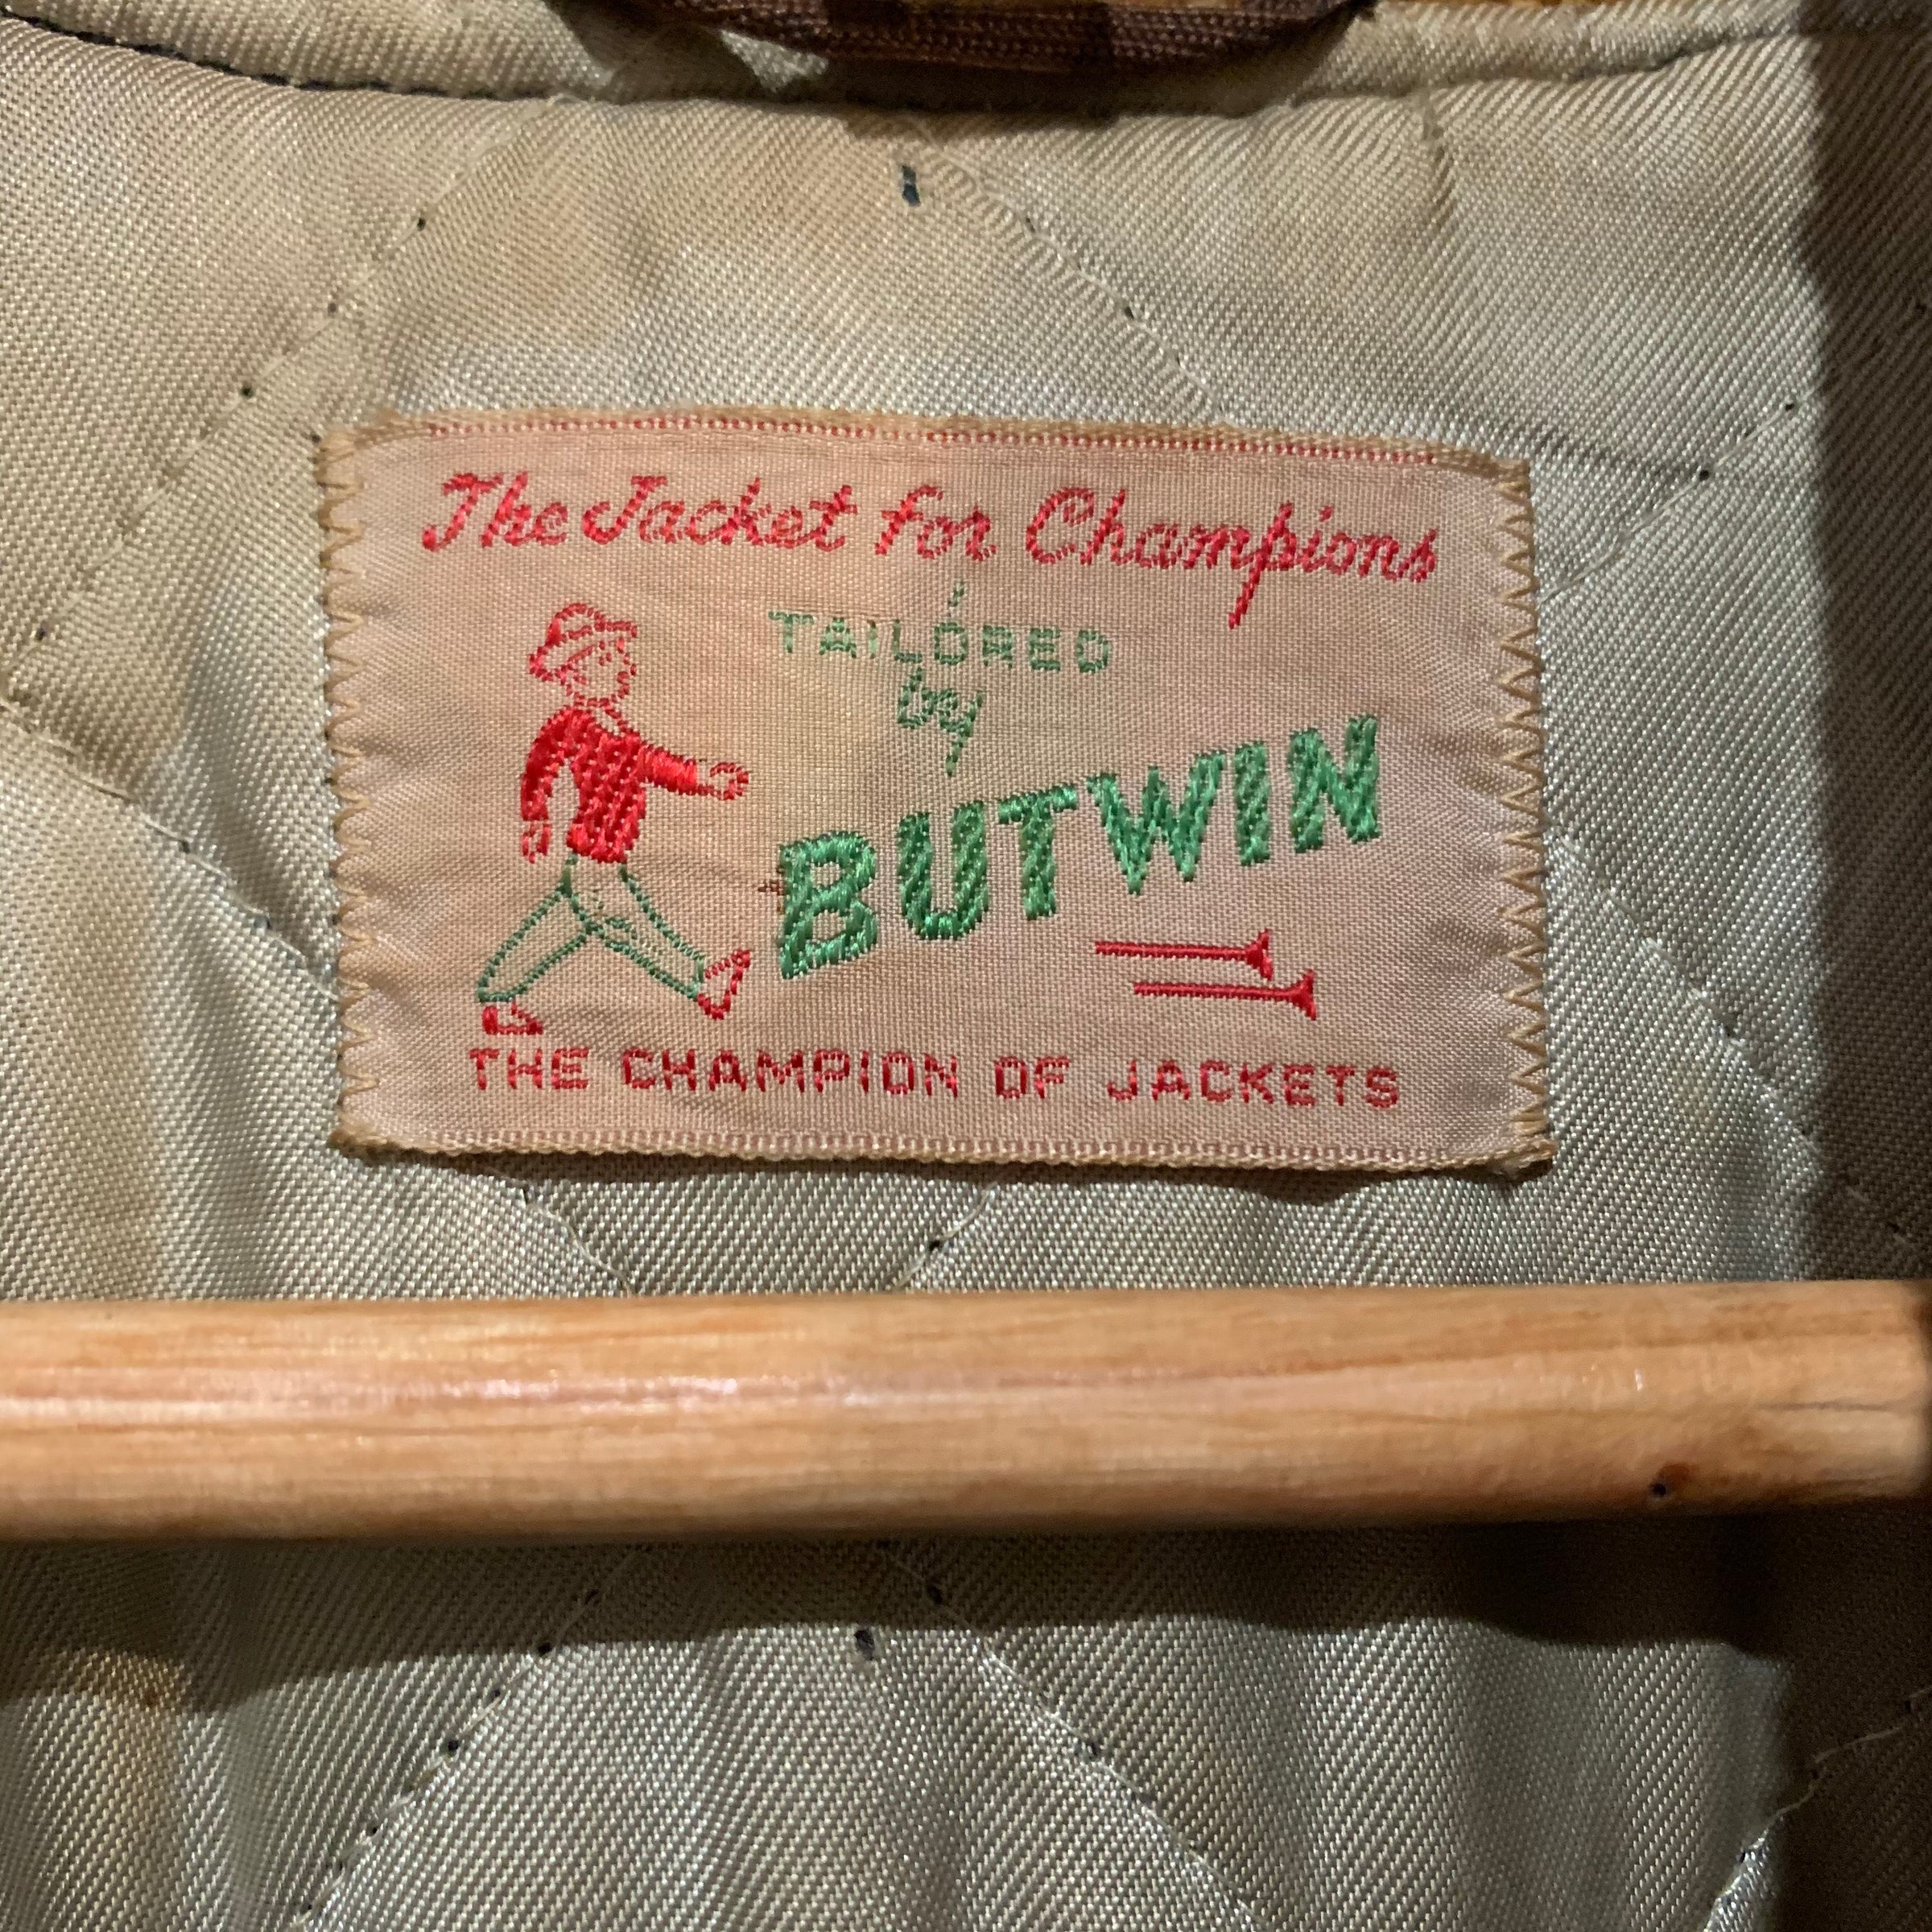 The Jacket for Champions
TAILORED
by
BUTWIN
THE CHAMPION OF JACKETS